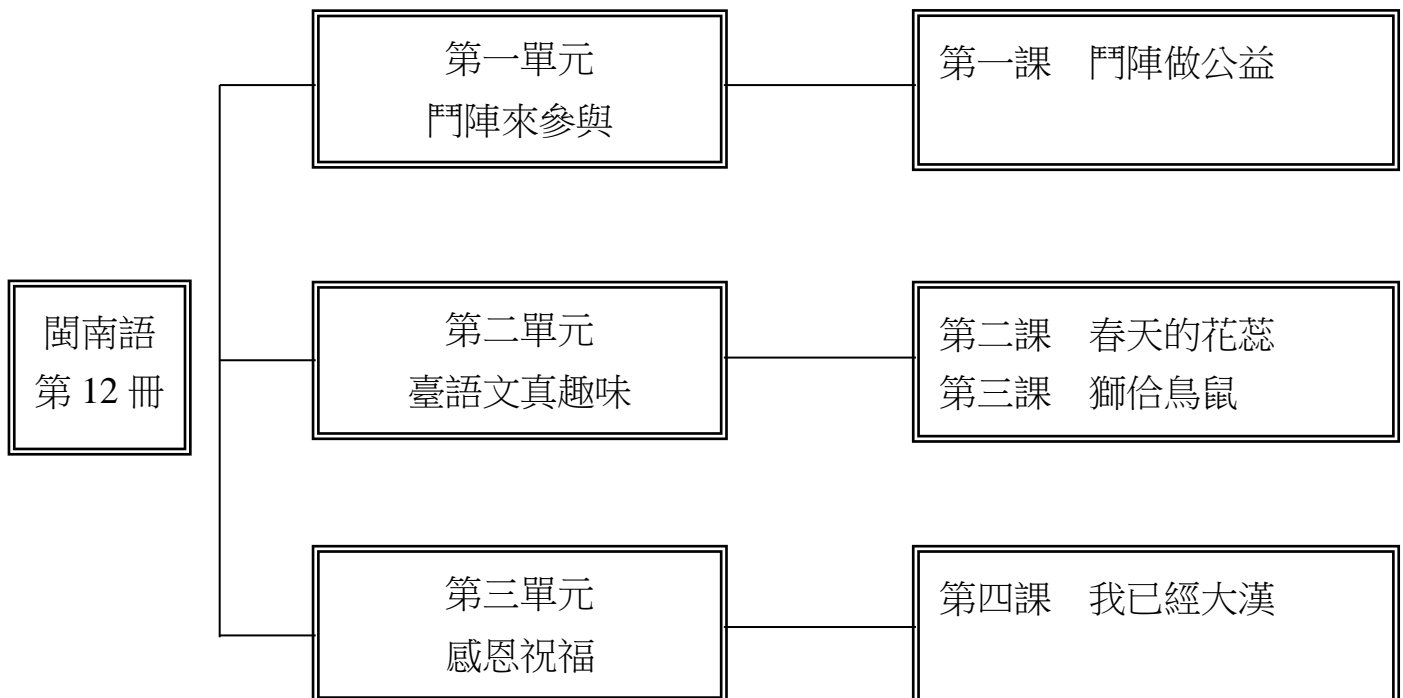 閩南語
第 12 冊
第一單元
鬥陣來參與
第一課　鬥陣做公益
第二單元
臺語文真趣味
第二課　春天的花蕊
第三課　獅佮鳥鼠
第三單元
感恩祝福
第四課　我已經大漢